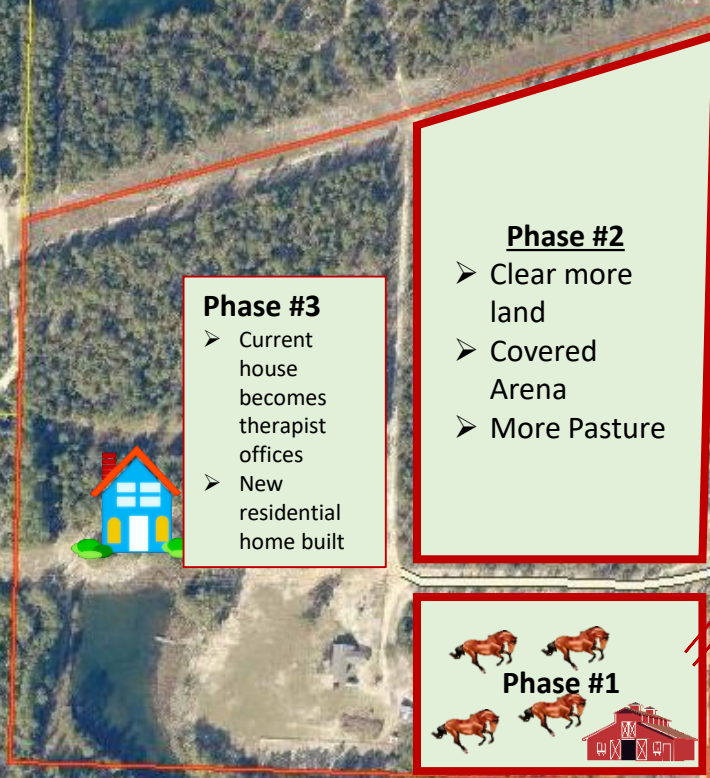 Phase #2
➢ Clear more
land
➢ Covered
Arena
➢ More Pasture
Phase #3
➢ Current
house
becomes
therapist
offices
➢ New
residential
home built
Phase #1